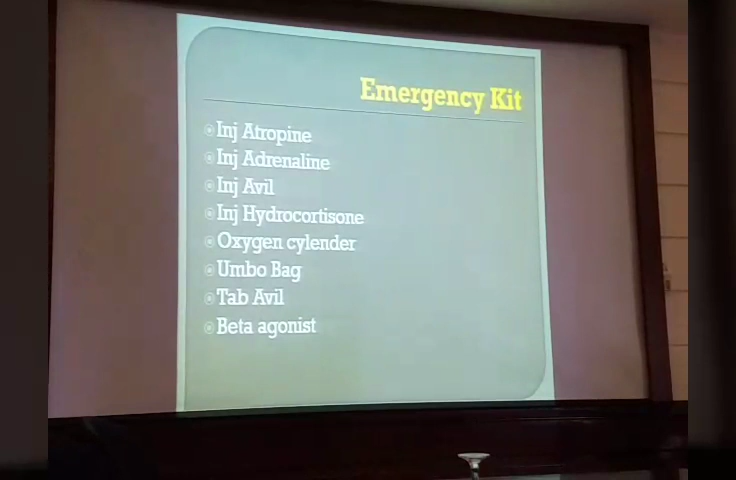 Emergency Kit
Inj Atropine
Inj Adrenaline
Inj Avil
Inj Hydrocortisone
Oxygen cylender
Umbo Bag
Tab Avil
Beta agonist